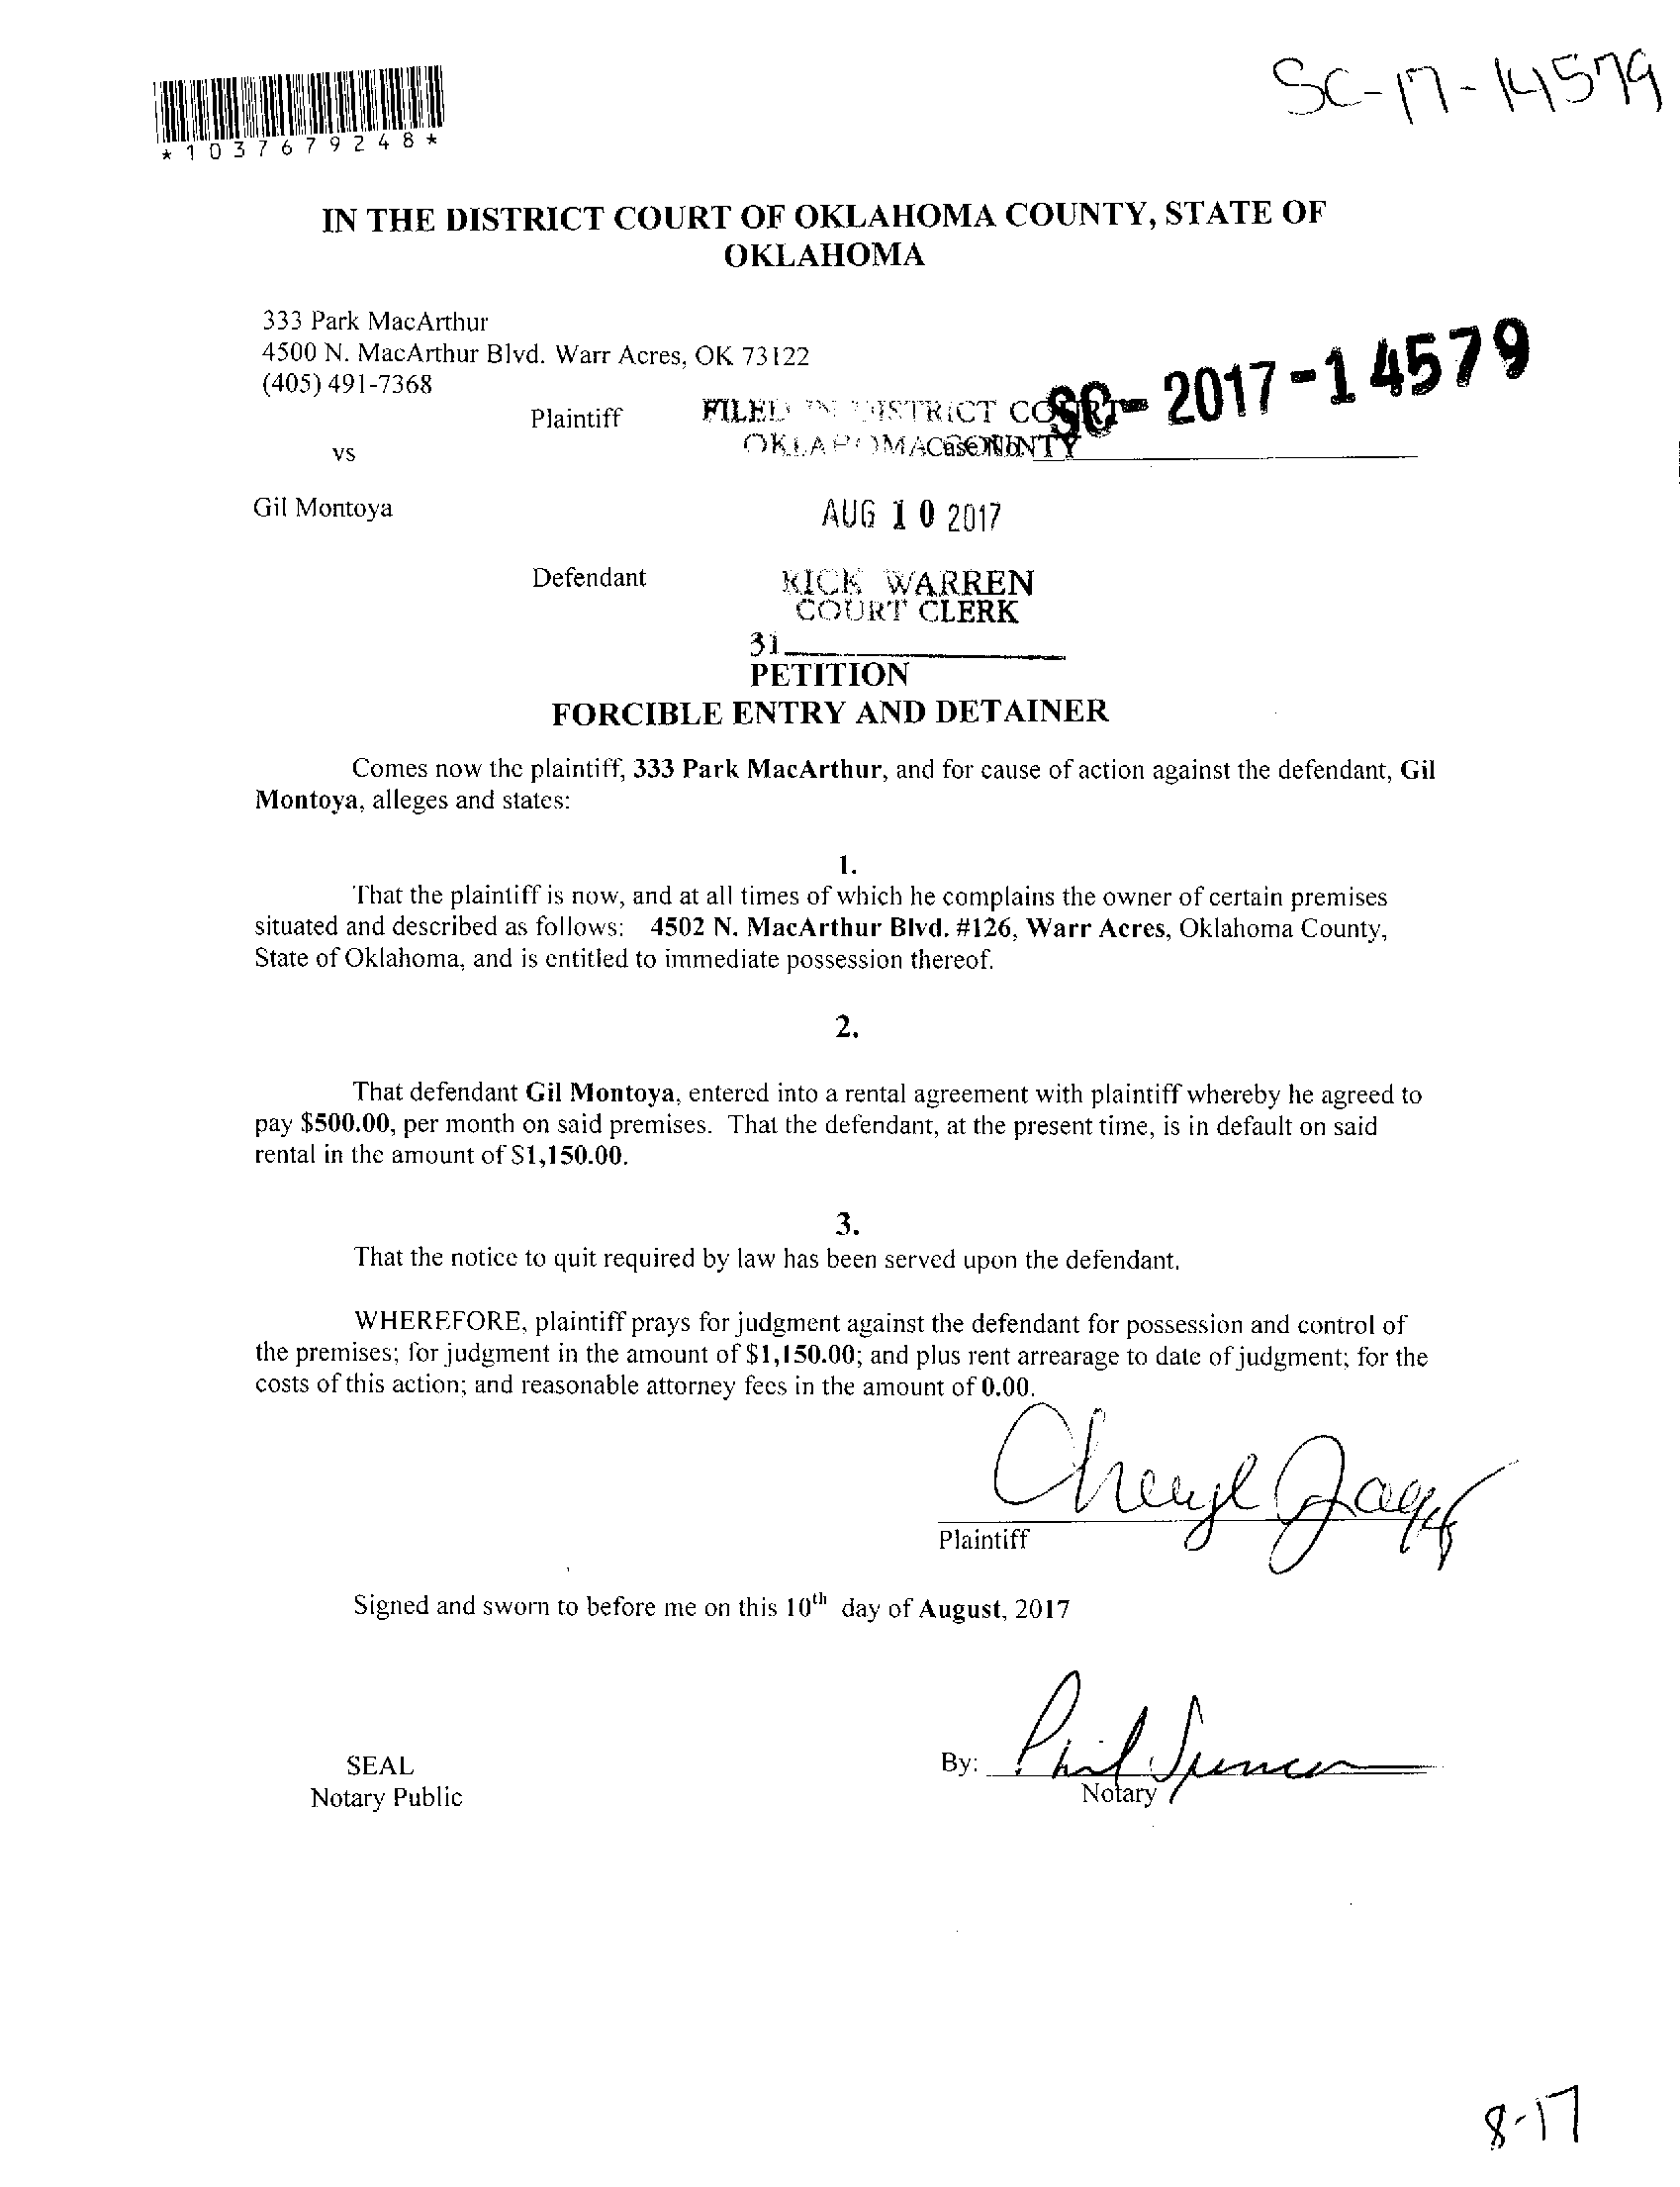 SC-17-14579
*1037679248*
IN THE DISTRICT COURT OF OKLAHOMA COUNTY, STATE OF
OKLAHOMA
333 Park MacArthur
4500 N. MacArthur Blvd. Warr Acres, OK 73122
(405) 491-7368
SC-2017-14579
Plaintiff
FILED IN DISTRICT COURT
OKLAHOMA COUNTY
Case No.
vs
Gil Montoya
AUG 10 2017
Defendant
RICK WARREN
COURT CLERK
31
PETITION
FORCIBLE ENTRY AND DETAINER
Comes now the plaintiff, 333 Park MacArthur, and for cause of action against the defendant, Gil
Montoya, alleges and states:
1.
That the plaintiff is now, and at all times of which he complains the owner of certain premises
situated and described as follows: 4502 N. MacArthur Blvd. #126, Warr Acres, Oklahoma County,
State of Oklahoma, and is entitled to immediate possession thereof.
2.
That defendant Gil Montoya, entered into a rental agreement with plaintiff whereby he agreed to
pay $500.00, per month on said premises. That the defendant, at the present time, is in default on said
rental in the amount of $1,150.00.
3.
That the notice to quit required by law has been served upon the defendant.
WHEREFORE, plaintiff prays for judgment against the defendant for possession and control of
the premises; for judgment in the amount of $1,150.00; and plus rent arrearage to date of judgment; for the
costs of this action; and reasonable attorney fees in the amount of 0.00.
Cheryl
Plaintiff
Signed and sworn to before me on this 10th day of August, 2017
SEAL
By: Phil Spencer
Notary Public
Notary
8-17